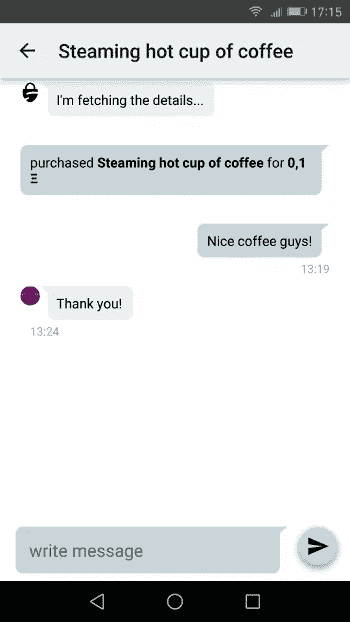 17:15
Steaming hot cup of coffee
I'm fetching the details...
purchased Steaming hot cup of coffee for 0,1
Ξ
Nice coffee guys!
13:19
Thank you!
13:24
write message